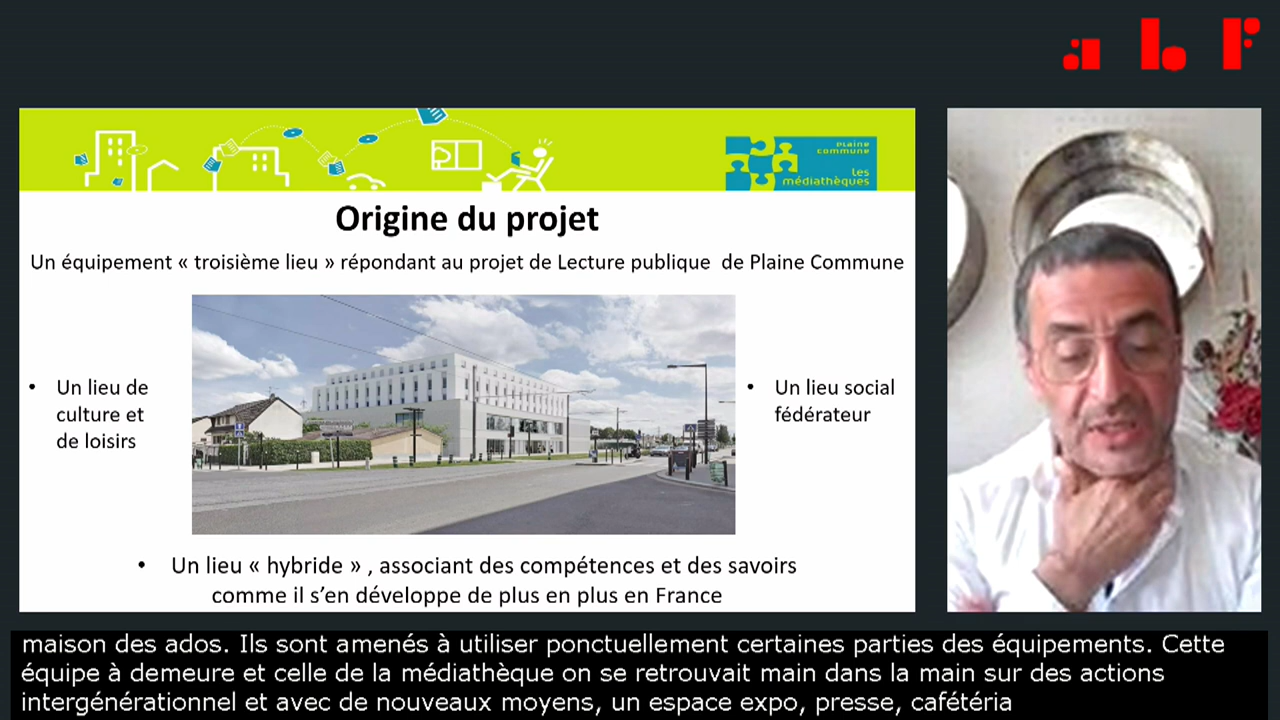 abf
plaine
commune
les
médiathèques
Origine du projet
Un équipement « troisième lieu » répondant au projet de Lecture publique de Plaine Commune
• Un lieu de
culture et
de loisirs
• Un lieu social
fédérateur
• Un lieu « hybride » , associant des compétences et des savoirs
comme il s’en développe de plus en plus en France
maison des ados. Ils sont amenés à utiliser ponctuellement certaines parties des équipements. Cette
équipe à demeure et celle de la médiathèque on se retrouvait main dans la main sur des actions
intergénérationnel et avec de nouveaux moyens, un espace expo, presse, cafétéria